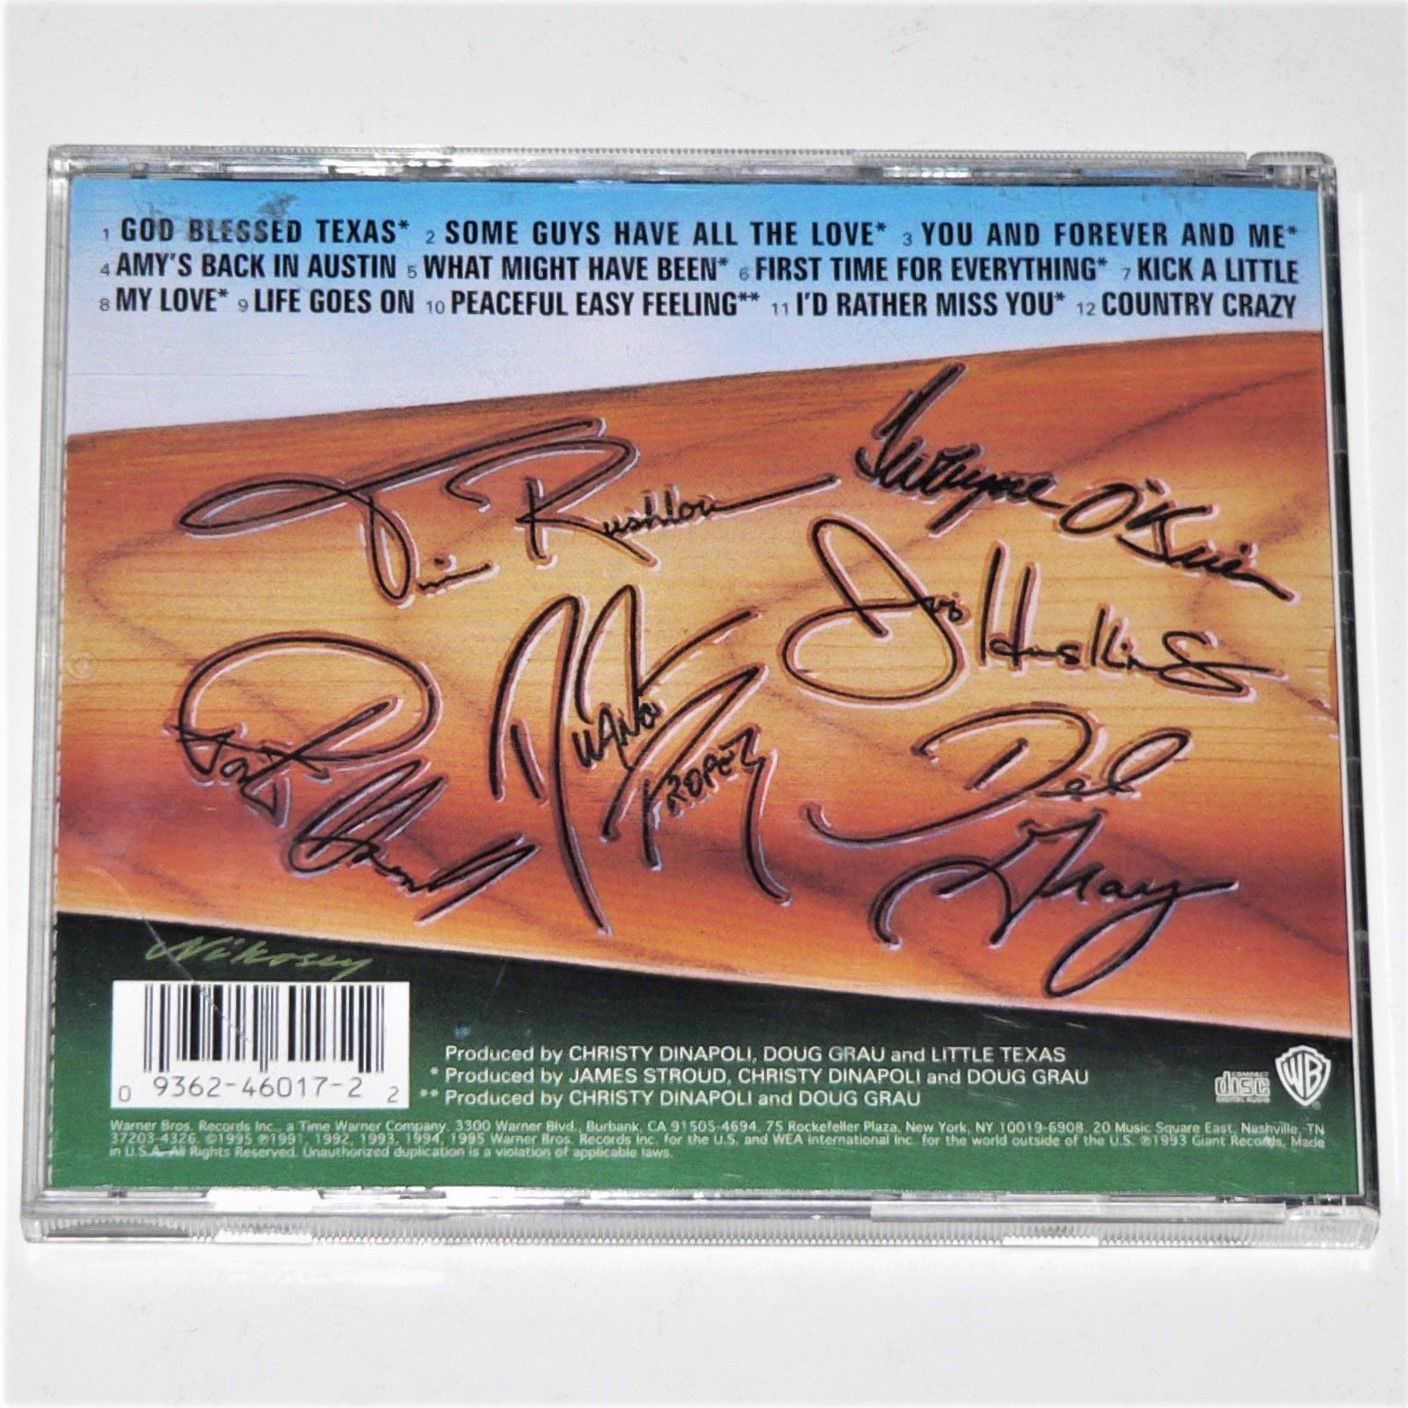 1 GOD BLESSED TEXAS* 2 SOME GUYS HAVE ALL THE LOVE* 3 YOU AND FOREVER AND ME*
4 AMY'S BACK IN AUSTIN 5 WHAT MIGHT HAVE BEEN* 6 FIRST TIME FOR EVERYTHING* 7 KICK A LITTLE
8 MY LOVE* 9 LIFE GOES ON 10 PEACEFUL EASY FEELING** 11 I'D RATHER MISS YOU* 12 COUNTRY CRAZY
Tim Rushlow
Dwayne O'Brien
Jimi Hunt
Duane Propes
Del Gray
Nikosey
0 9362-46017-2 2
Produced by CHRISTY DINAPOLI, DOUG GRAU and LITTLE TEXAS
* Produced by JAMES STROUD, CHRISTY DINAPOLI and DOUG GRAU
** Produced by CHRISTY DINAPOLI and DOUG GRAU
COMPACT
disc
DIGITAL AUDIO
WB
Warner Bros. Records Inc., a Time Warner Company, 3300 Warner Blvd., Burbank, CA 91505-4694, 75 Rockefeller Plaza, New York, NY 10019-6908. 20 Music Square East, Nashville, TN
37203-4326. ©1995 ℗1991, 1992, 1993, 1994, 1995 Warner Bros. Records Inc. for the U.S. and WEA International Inc. for the world outside of the U.S. ℗1993 Giant Records, Made
in U.S.A. All Rights Reserved. Unauthorized duplication is a violation of applicable laws.